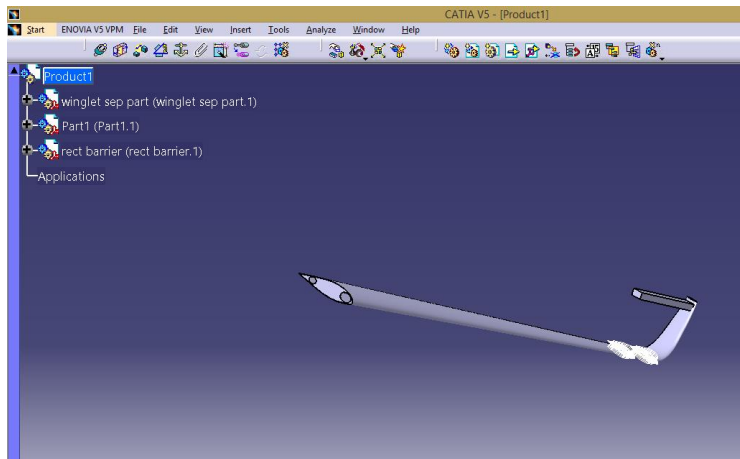 CATIA V5 - [Product1]
Start ENOVIA V5 VPM File Edit View Insert Tools Analyze Window Help
Product1
winglet sep part (winglet sep part.1)
Part1 (Part1.1)
rect barrier (rect barrier.1)
Applications